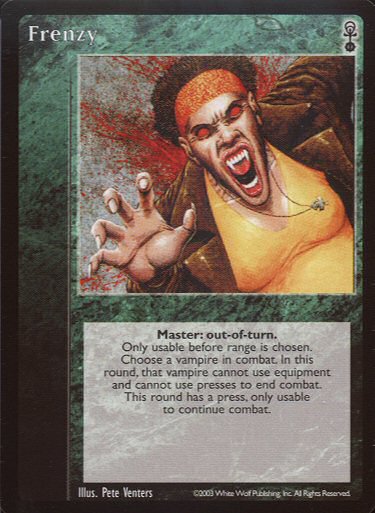 Frenzy
Master: out-of-turn.
Only usable before range is chosen.
Choose a vampire in combat. In this
round, that vampire cannot use equipment
and cannot use presses to end combat.
This round has a press, only usable
to continue combat.
Illus. Pete Venters
©2003 White Wolf Publishing, Inc. All Rights Reserved.